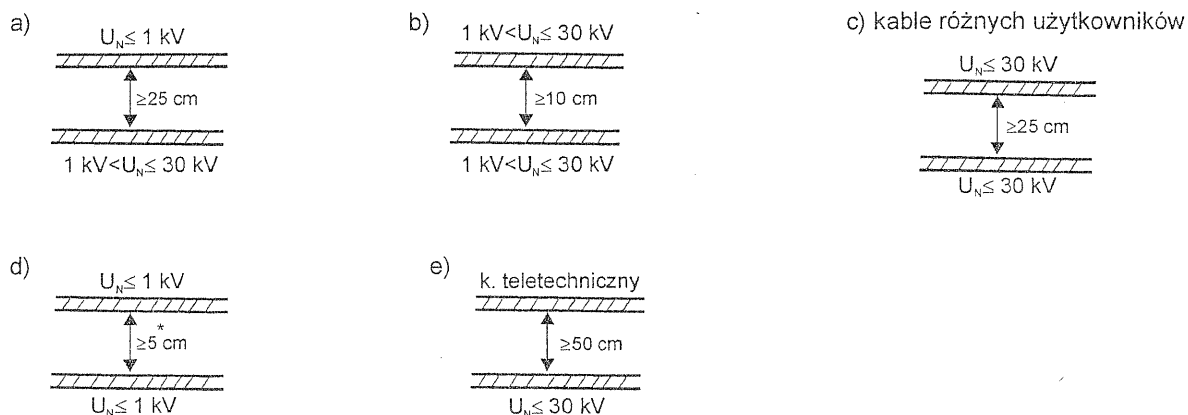 a)
U_N ≤ 1 kV
≥25 cm
1 kV<U_N≤ 30 kV
b)
1 kV<U_N≤ 30 kV
≥10 cm
1 kV<U_N≤ 30 kV
c) kable różnych użytkowników
U_N≤ 30 kV
≥25 cm
U_N≤ 30 kV
d)
U_N≤ 1 kV
≥5* cm
U_N≤ 1 kV
e)
k. teletechniczny
≥50 cm
U_N≤ 30 kV